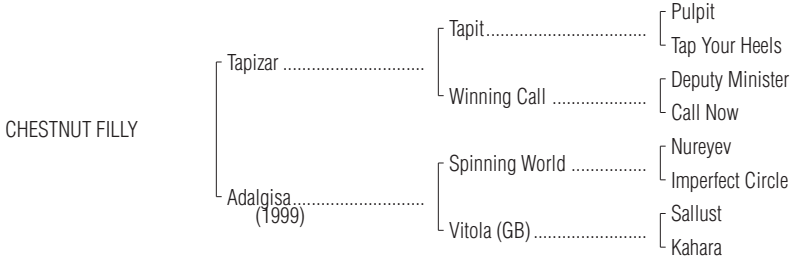 Pulpit
Tapit..................................
Tap Your Heels
Tapizar ..............................
Deputy Minister
Winning Call ....................
Call Now
CHESTNUT FILLY
Nureyev
Spinning World ................
Imperfect Circle
Adalgisa............................
(1999)
Sallust
Vitola (GB) ........................
Kahara